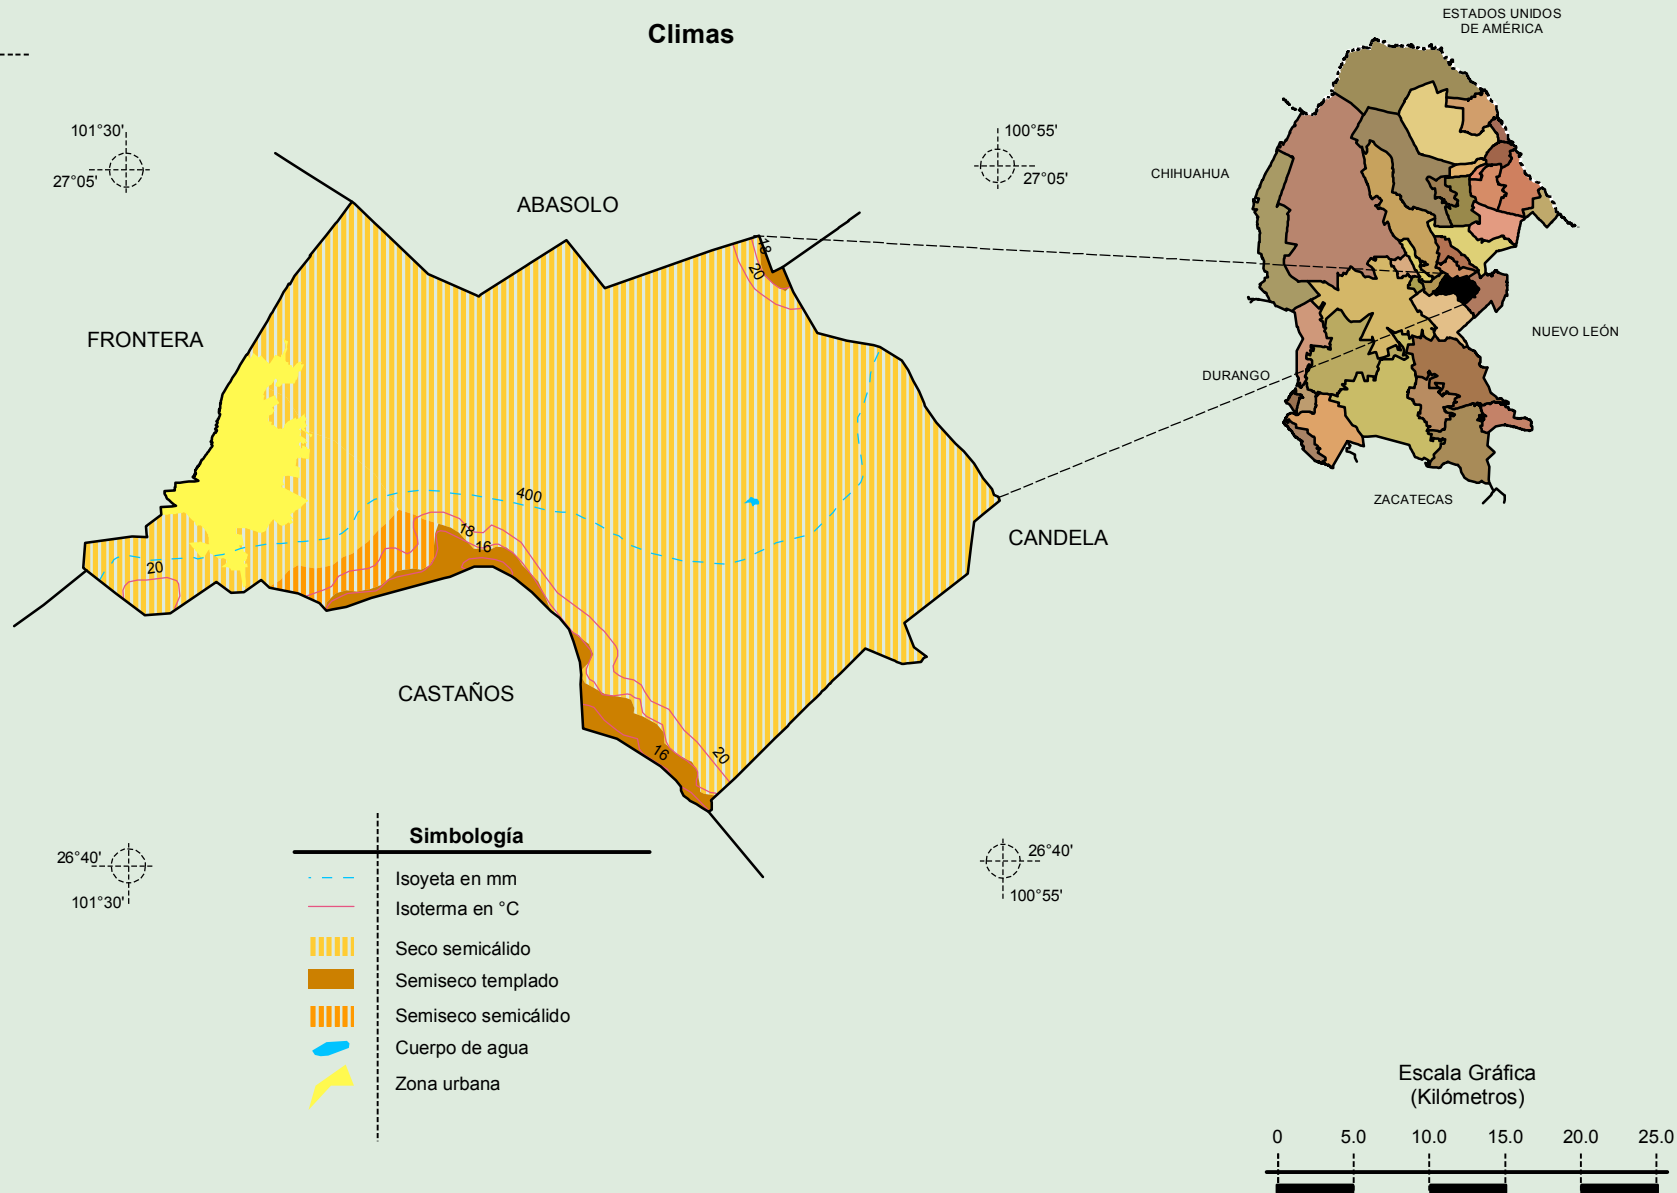 Climas
ESTADOS UNIDOS
DE AMÉRICA
101°30'
27°05'
100°55'
27°05'
CHIHUAHUA
ABASOLO
18
20
FRONTERA
NUEVO LEÓN
DURANGO
ZACATECAS
400
18
16
CANDELA
20
CASTAÑOS
16
20
Simbología
26°40'
101°30'
26°40'
100°55'
Isoyeta en mm
Isoterma en °C
Seco semicálido
Semiseco templado
Semiseco semicálido
Cuerpo de agua
Zona urbana
Escala Gráfica
(Kilómetros)
0 5.0 10.0 15.0 20.0 25.0